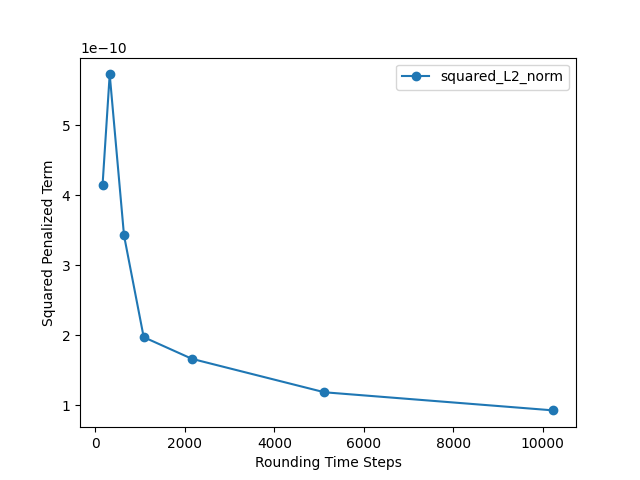 1e−10
squared_L2_norm
Squared Penalized Term
5
4
3
2
1
0 2000 4000 6000 8000 10000
Rounding Time Steps